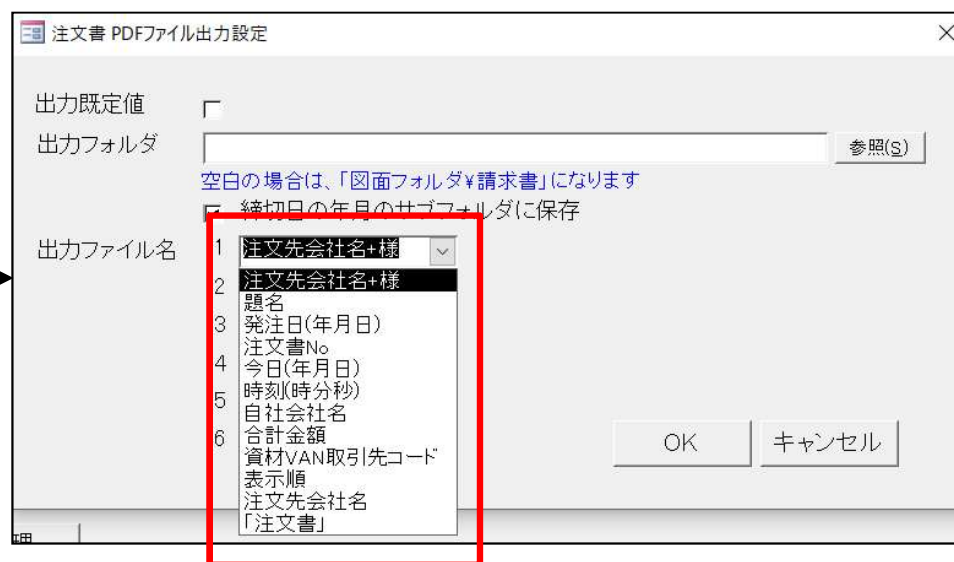 注文書 PDFファイル出力設定
出力既定値
出力フォルダ
参照(S)
空白の場合は、「図面フォルダ¥請求書」になります
締切日の年月のサブフォルダに保存
出力ファイル名
1 注文先会社名+様
2 注文先会社名+様
題名
3 発注日(年月日)
注文書No
4 今日(年月日)
時刻(時分秒)
5 自社会社名
6 合計金額
資材VAN取引先コード
表示順
注文先会社名
「注文書」
OK
キャンセル
理